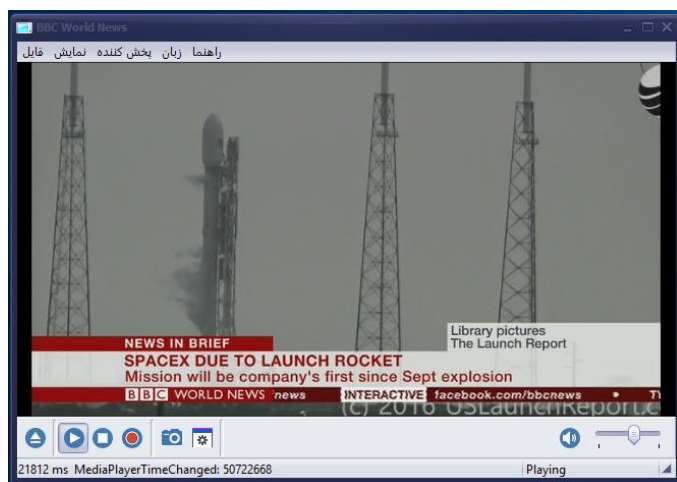 BBC World News
فایل نمایش پخش کننده زبان راهنما
Library pictures
The Launch Report
NEWS IN BRIEF
SPACEX DUE TO LAUNCH ROCKET
Mission will be company's first since Sept explosion
BBC WORLD NEWS 'news INTERACTIVE facebook.com/bbcnews • TV
(c) 2016 USLaunchReport.c
21812 ms MediaPlayerTimeChanged: 50722668 Playing